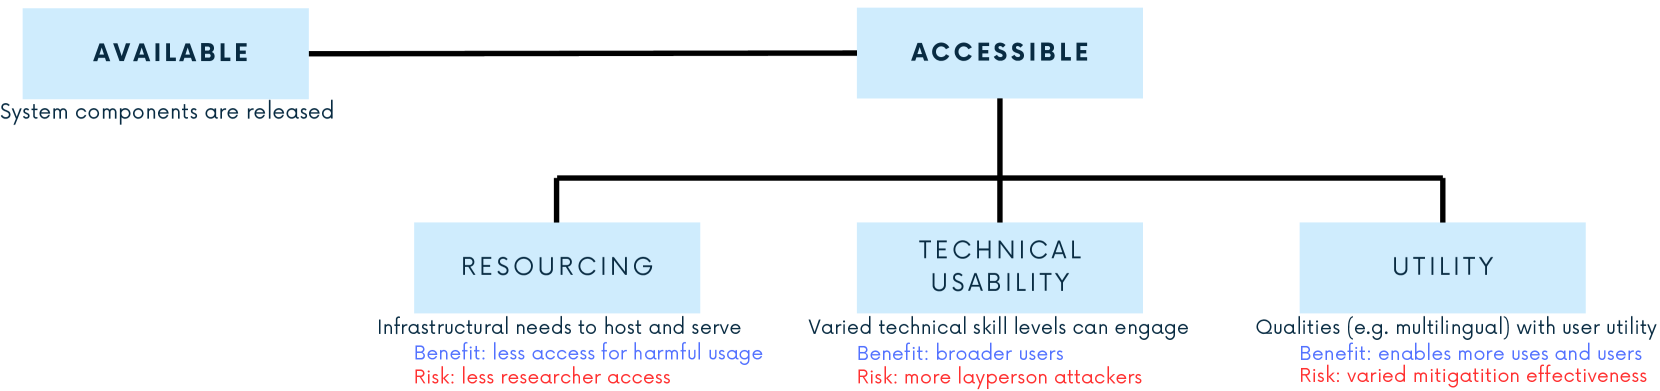 AVAILABLE
System components are released
ACCESSIBLE
RESOURCING
Infrastructural needs to host and serve
Benefit: less access for harmful usage
Risk: less researcher access
TECHNICAL
USABILITY
Varied technical skill levels can engage
Benefit: broader users
Risk: more layperson attackers
UTILITY
Qualities (e.g. multilingual) with user utility
Benefit: enables more uses and users
Risk: varied mitigatition effectiveness